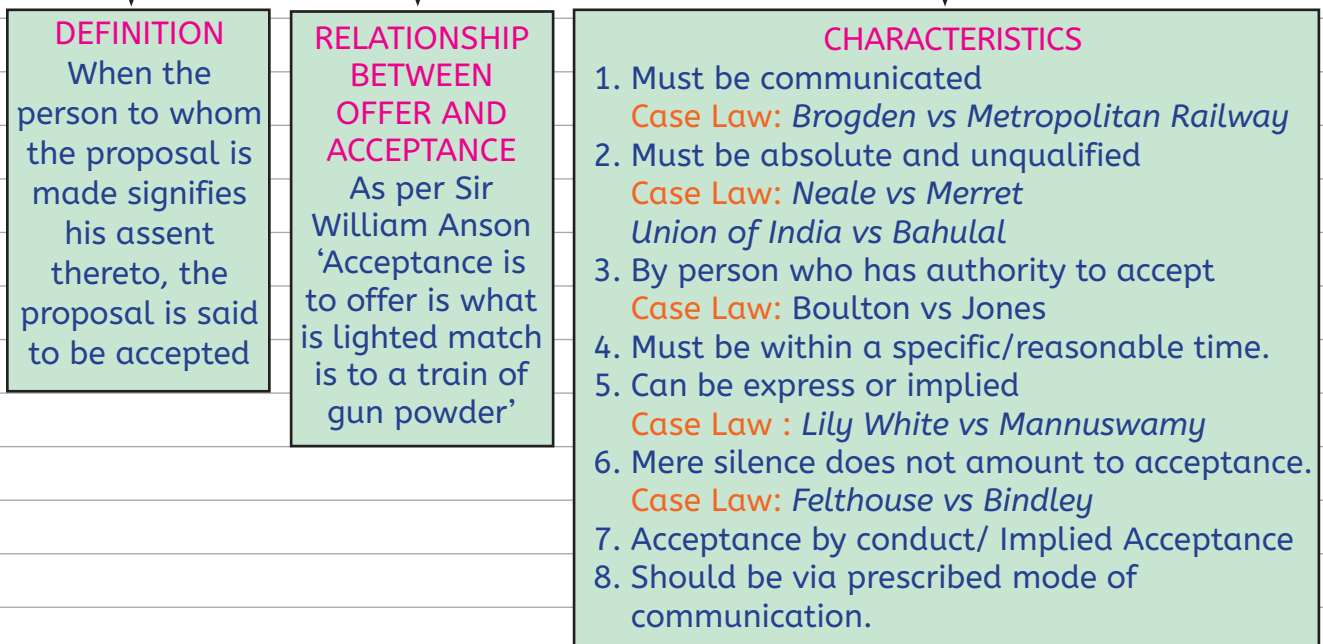 DEFINITION
When the
person to whom
the proposal is
made signifies
his assent
thereto, the
proposal is said
to be accepted
RELATIONSHIP
BETWEEN
OFFER AND
ACCEPTANCE
As per Sir
William Anson
‘Acceptance is
to offer is what
is lighted match
is to a train of
gun powder’
CHARACTERISTICS
1. Must be communicated
Case Law: Brogden vs Metropolitan Railway
2. Must be absolute and unqualified
Case Law: Neale vs Merret
Union of India vs Bahulal
3. By person who has authority to accept
Case Law: Boulton vs Jones
4. Must be within a specific/reasonable time.
5. Can be express or implied
Case Law : Lily White vs Mannuswamy
6. Mere silence does not amount to acceptance.
Case Law: Felthouse vs Bindley
7. Acceptance by conduct/ Implied Acceptance
8. Should be via prescribed mode of
communication.